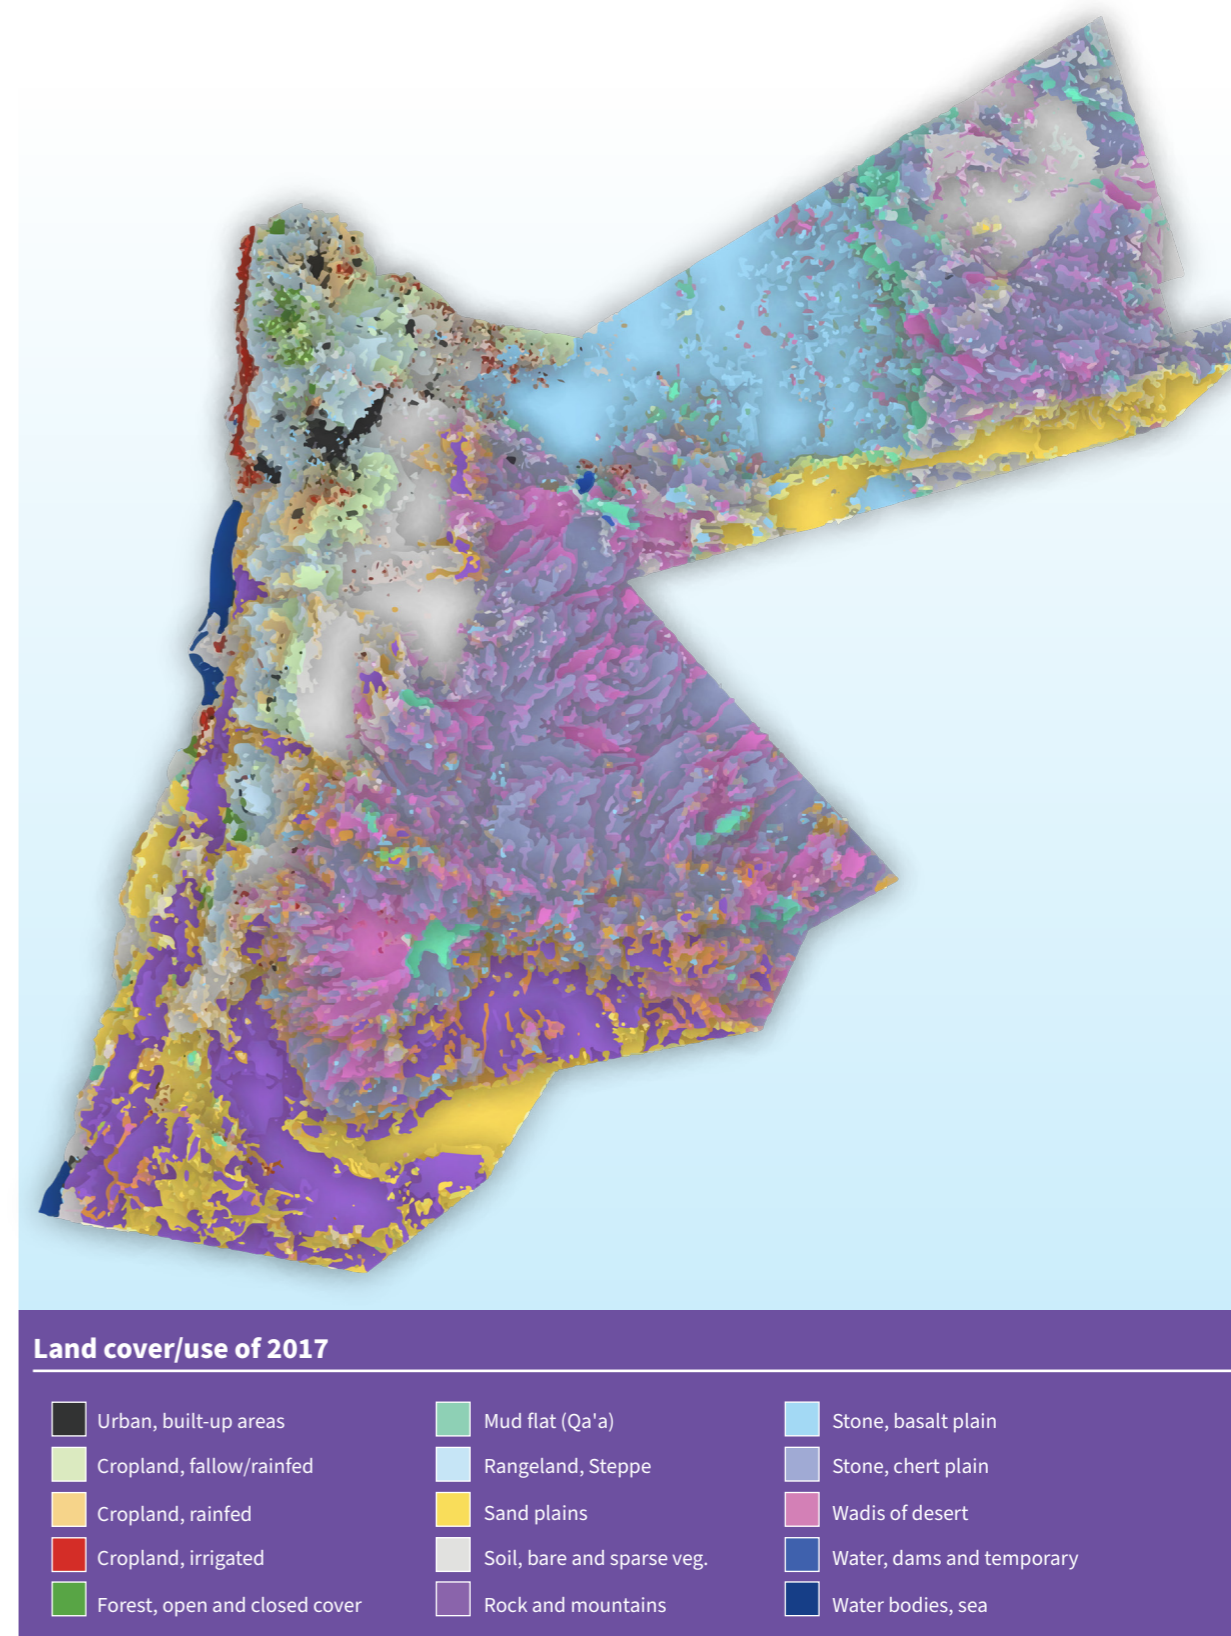 Land cover/use of 2017
Urban, built-up areas
Cropland, fallow/rainfed
Cropland, rainfed
Cropland, irrigated
Forest, open and closed cover
Mud flat (Qa'a)
Rangeland, Steppe
Sand plains
Soil, bare and sparse veg.
Rock and mountains
Stone, basalt plain
Stone, chert plain
Wadis of desert
Water, dams and temporary
Water bodies, sea